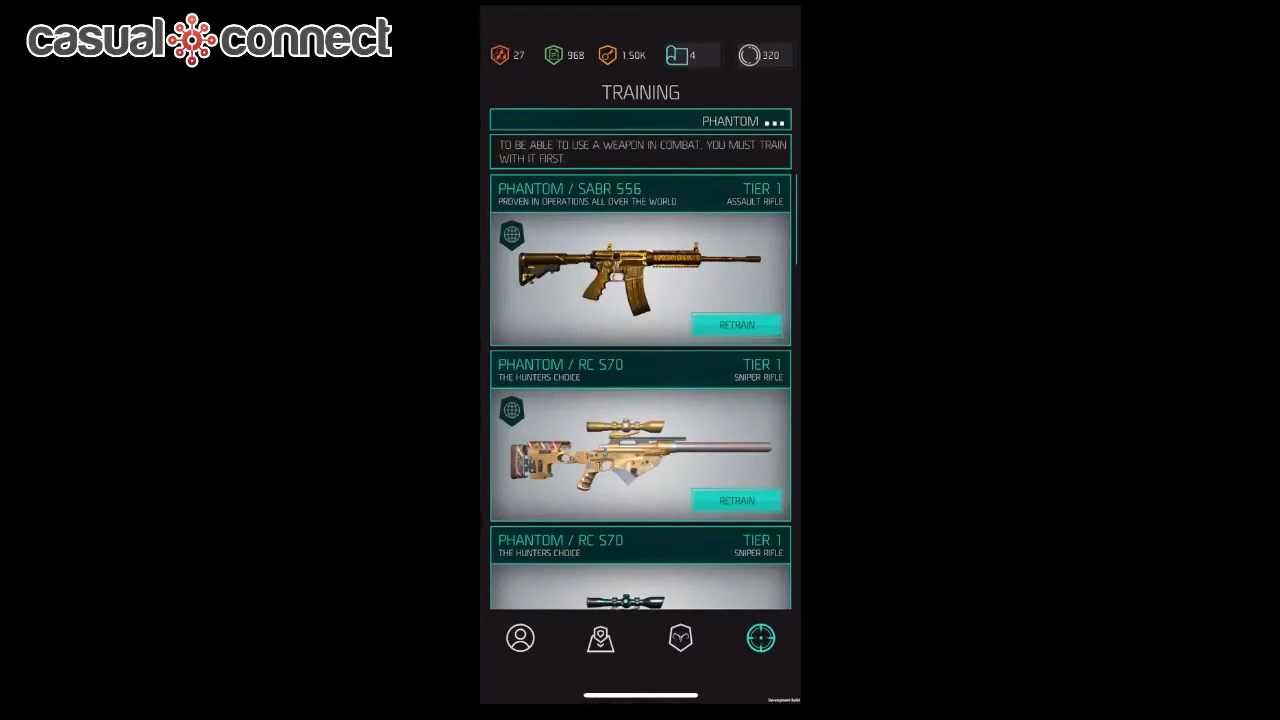 casual connect
27 968 1.50K 4 320
TRAINING
PHANTOM
TO BE ABLE TO USE A WEAPON IN COMBAT, YOU MUST TRAIN
WITH IT FIRST.
PHANTOM / SABR 556 TIER 1
PROVEN IN OPERATIONS ALL OVER THE WORLD ASSAULT RIFLE
RETRAIN
PHANTOM / RC S70 TIER 1
THE HUNTERS CHOICE SNIPER RIFLE
RETRAIN
PHANTOM / RC S70 TIER 1
THE HUNTERS CHOICE SNIPER RIFLE
Development Build